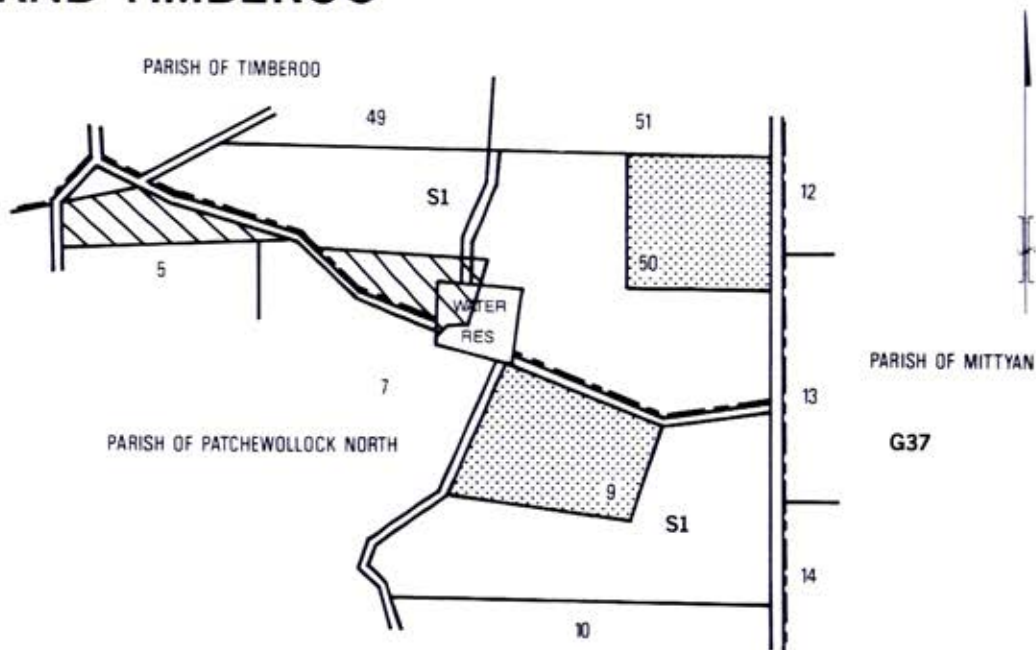 AND TIMBEROO
PARISH OF TIMBEROO
49
51
12
S1
50
5
WATER
RES
PARISH OF MITTYAN
7
13
PARISH OF PATCHEWOLLOCK NORTH
G37
9
S1
14
10